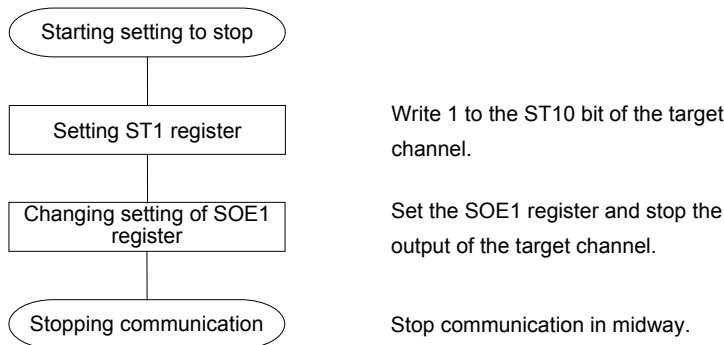 Starting setting to stop
Setting ST1 register
Write 1 to the ST10 bit of the target
channel.
Changing setting of SOE1
register
Set the SOE1 register and stop the
output of the target channel.
Stopping communication
Stop communication in midway.